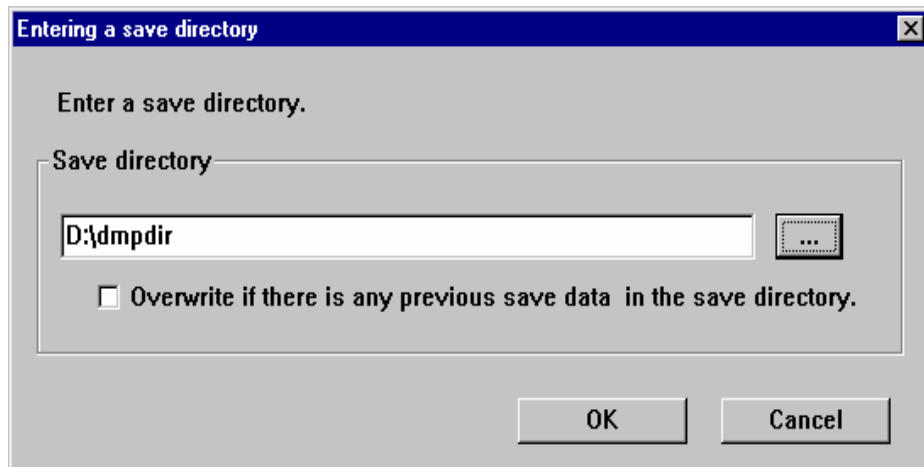 Entering a save directory
Enter a save directory.
Save directory
D:\dmpdir
...
Overwrite if there is any previous save data  in the save directory.
OK
Cancel